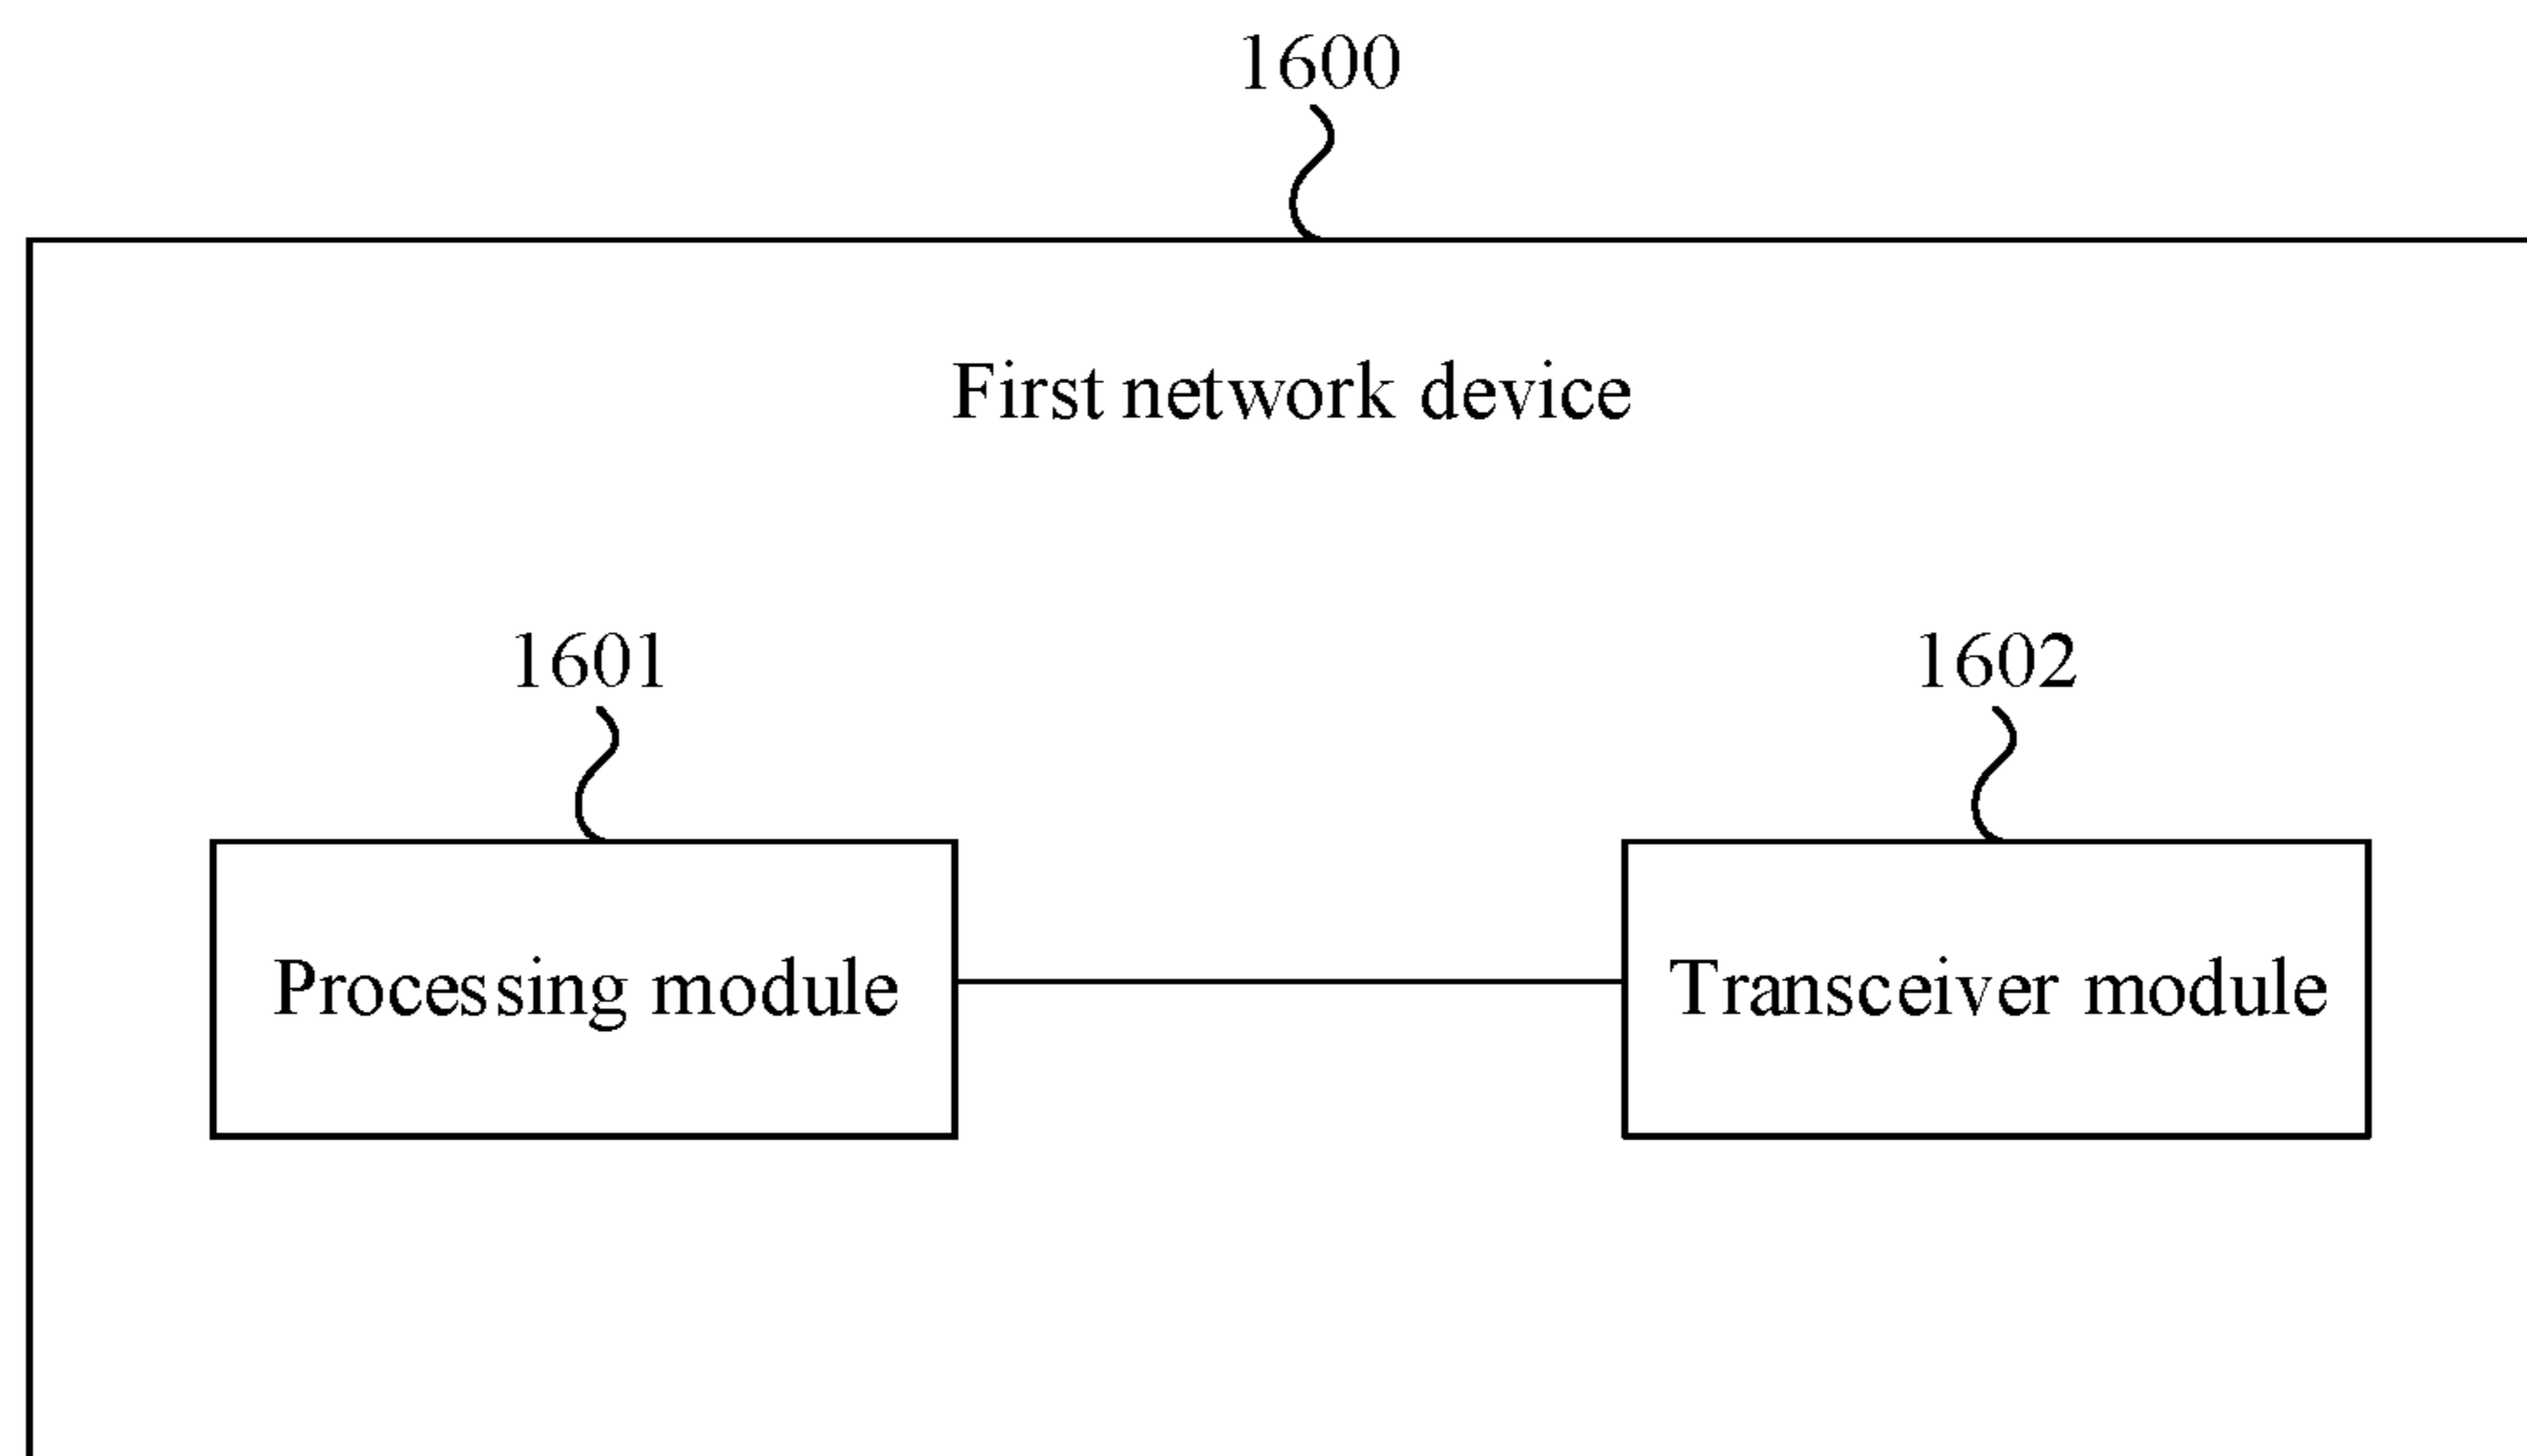 1600
First network device
1601
1602
Processing module
Transceiver module